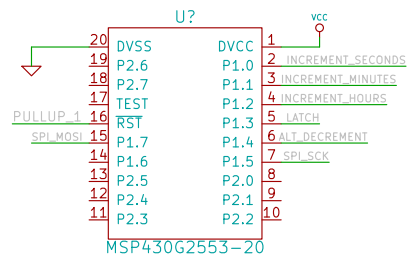 U?
VCC
20 DVSS DVCC 1
19 P2.6 P1.0 2 INCREMENT_SECONDS
18 P2.7 P1.1 3 INCREMENT_MINUTES
17 TEST P1.2 4 INCREMENT_HOURS
PULLUP_1 16 RST P1.3 5 LATCH
SPI_MOSI 15 P1.7 P1.4 6 ALT_DECREMENT
14 P1.6 P1.5 7 SPI_SCK
13 P2.5 P2.0 8
12 P2.4 P2.1 9
11 P2.3 P2.2 10
MSP430G2553-20